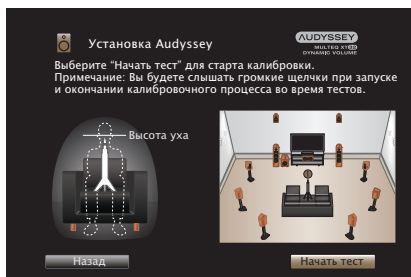 Установка Audyssey
AUDYSSEY
MULTEQ XT32
DYNAMIC VOLUME
Выберите “Начать тест” для старта калибровки.
Примечание: Вы будете слышать громкие щелчки при запуске
и окончании калибровочного процесса во время тестов.
Высота уха
Назад
Начать тест